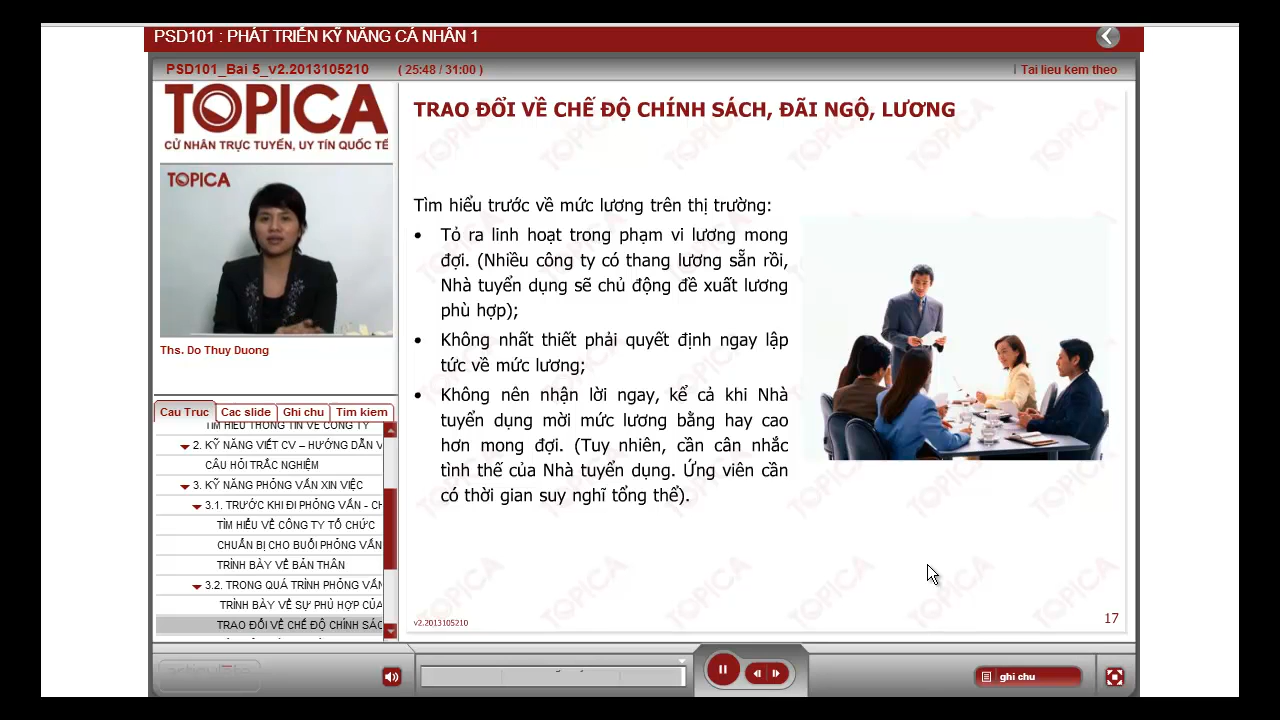 PSD101 : PHÁT TRIỂN KỸ NĂNG CÁ NHÂN 1
PSD101_Bai 5_v2.2013105210
( 25:48 / 31:00 )
Tai lieu kem theo
TOPICA
CỬ NHÂN TRỰC TUYẾN, UY TÍN QUỐC TẾ
TOPICA
Ths. Do Thuy Duong
Cau Truc
Cac slide
Ghi chu
Tim kiem
TÌM HIỂU THÔNG TIN VỀ CÔNG TY
2. KỸ NĂNG VIẾT CV – HƯỚNG DẪN V
CÂU HỎI TRẮC NGHIỆM
3. KỸ NĂNG PHỎNG VẤN XIN VIỆC
3.1. TRƯỚC KHI ĐI PHỎNG VẤN - CH
TÌM HIỂU VỀ CÔNG TY TỔ CHỨC
CHUẨN BỊ CHO BUỔI PHỎNG VẤN
TRÌNH BÀY VỀ BẢN THÂN
3.2. TRONG QUÁ TRÌNH PHỎNG VẤN
TRÌNH BÀY VỀ SỰ PHÙ HỢP CỦA
TRAO ĐỔI VỀ CHẾ ĐỘ CHÍNH SÁC
TRAO ĐỔI VỀ CHẾ ĐỘ CHÍNH SÁCH, ĐÃI NGỘ, LƯƠNG
Tìm hiểu trước về mức lương trên thị trường:
• Tỏ ra linh hoạt trong phạm vi lương mong
đợi. (Nhiều công ty có thang lương sẵn rồi,
Nhà tuyển dụng sẽ chủ động đề xuất lương
phù hợp);
• Không nhất thiết phải quyết định ngay lập
tức về mức lương;
• Không nên nhận lời ngay, kể cả khi Nhà
tuyển dụng mời mức lương bằng hay cao
hơn mong đợi. (Tuy nhiên, cần cân nhắc
tình thế của Nhà tuyển dụng. Ứng viên cần
có thời gian suy nghĩ tổng thể).
v2.2013105210
17
ghi chu